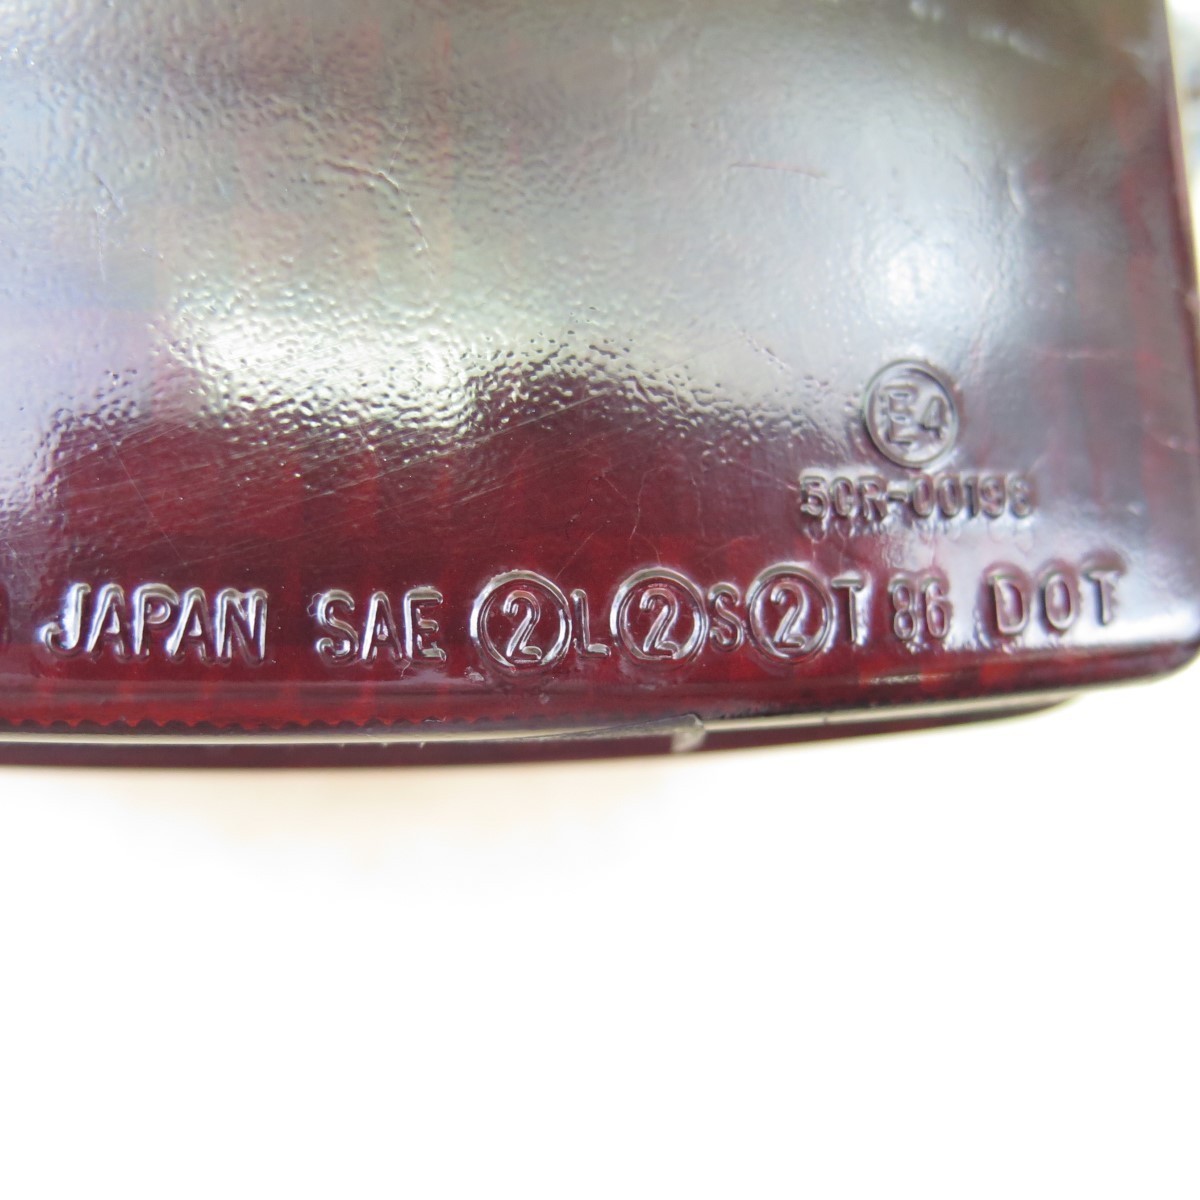 E4
50R-00198
JAPAN SAE ②L②S②T 86 DOT